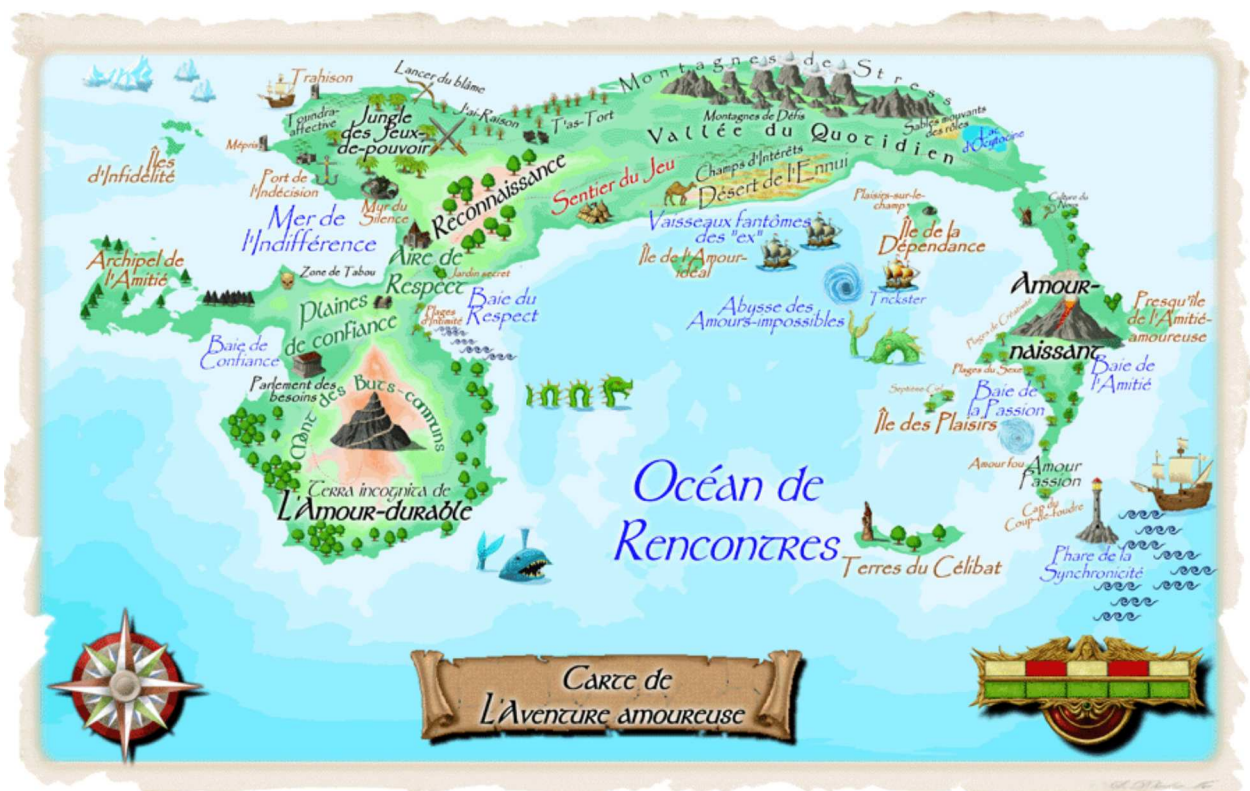 Trahison
Lancer du blâme
Montagnes de Stress
Toundra-
affective
Jungle
des Jeux-
de-pouvoir
J'ai-Raison
T'as-Tort
Montagnes de Défis
Sables mouvants
des rôles
Vallée du Quotidien
Lac
d'Ocytocine
Mépris
Îles
d'Infidélité
Port de
l'Indécision
Mur du
Silence
Reconnaissance
Sentier du Jeu
Champs d'Intérêts
Désert de l'Ennui
Plaisirs-sur-le-
champ
Culture du
Mer de
l'Indifférence
Vaisseaux fantômes
des "ex"
Île de la
Dépendance
Archipel de
l'Amitié
Zone de Tabou
Aire de
Respect
Jardin secret
Île de l'Amour-
idéal
Amour-
naissant
Plaines
de confiance
Plages
d'Intimité
Baie du
Respect
Abysse des
Amours-impossibles
Trickster
Plages de Créativité
Presqu'île
de l'Amitié-
amoureuse
Baie de
Confiance
Parlement des
besoins
Mont des Buts-communs
Plages du Sexe
Baie de
l'Amitié
Septième-Ciel
Île des Plaisirs
Baie de
la Passion
Amour fou
Amour
Passion
Cap du
Coup-de-foudre
Terra incognita de
L'Amour-durable
Océan de
Rencontres
Terres du Célibat
Phare de la
Synchronicité
Carte de
L'Aventure amoureuse